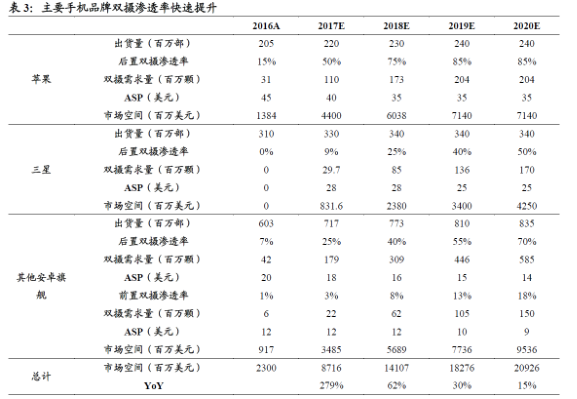 表 3：主要手机品牌双摄渗透率快速提升
2016A 2017E 2018E 2019E 2020E
苹果
出货量（百万部） 205 220 230 240 240
后置双摄渗透率 15% 50% 75% 85% 85%
双摄需求量（百万颗） 31 110 173 204 204
ASP（美元） 45 40 35 35 35
市场空间（百万美元） 1384 4400 6038 7140 7140
三星
出货量（百万部） 310 330 340 340 340
后置双摄渗透率 0% 9% 25% 40% 50%
双摄需求量（百万颗） 0 29.7 85 136 170
ASP（美元） 0 28 28 25 25
市场空间（百万美元） 0 831.6 2380 3400 4250
其他安卓旗舰
出货量（百万部） 603 717 773 810 835
后置双摄渗透率 7% 25% 40% 55% 70%
双摄需求量（百万颗） 42 179 309 446 585
ASP（美元） 20 18 16 15 14
前置双摄渗透率 1% 3% 8% 13% 18%
双摄需求量（百万颗） 6 22 62 105 150
ASP（美元） 12 12 12 10 9
市场空间（百万美元） 917 3485 5689 7736 9536
总计
市场空间（百万美元） 2300 8716 14107 18276 20926
YoY 279% 62% 30% 15%